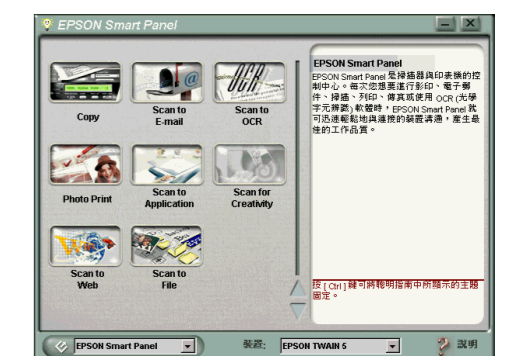 EPSON Smart Panel
Copy
Scan to
E-mail
Scan to
OCR
Photo Print
Scan to
Application
Scan for
Creativity
Scan to
Web
Scan to
File
EPSON Smart Panel
EPSON Smart Panel 是掃描器與印表機的控
制中心。每次您想要進行影印、電子郵
件、掃描、列印、傳真或使用 OCR (光學
字元辨識) 軟體時，EPSON Smart Panel 就
可迅速輕鬆地與連接的裝置溝通，產生最
佳的工作品質。
按 [ Ctrl ] 鍵可將聰明指南中所顯示的主題
固定。
EPSON Smart Panel
裝置:
EPSON TWAIN 5
說明